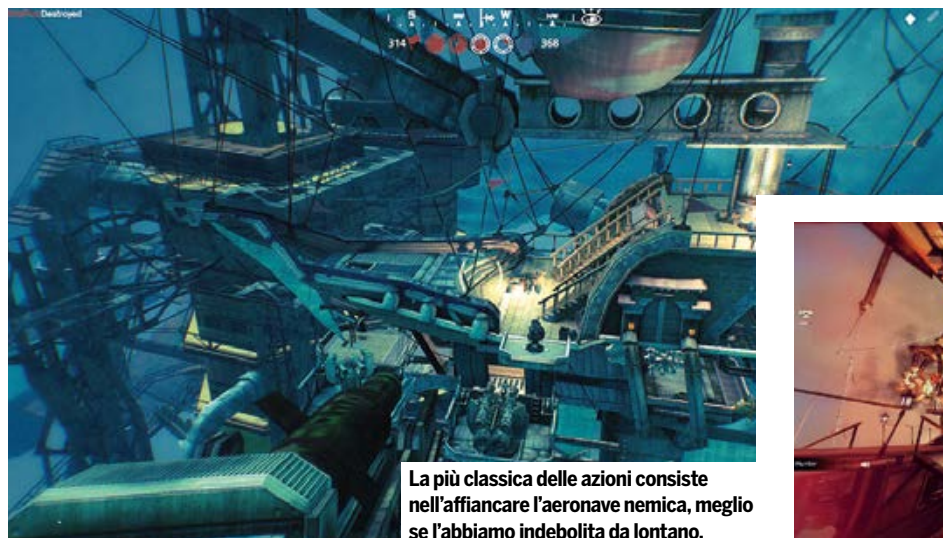 Destroyed
S W
314 368
La più classica delle azioni consiste
nell'affiancare l'aeronave nemica, meglio
se l'abbiamo indebolita da lontano.